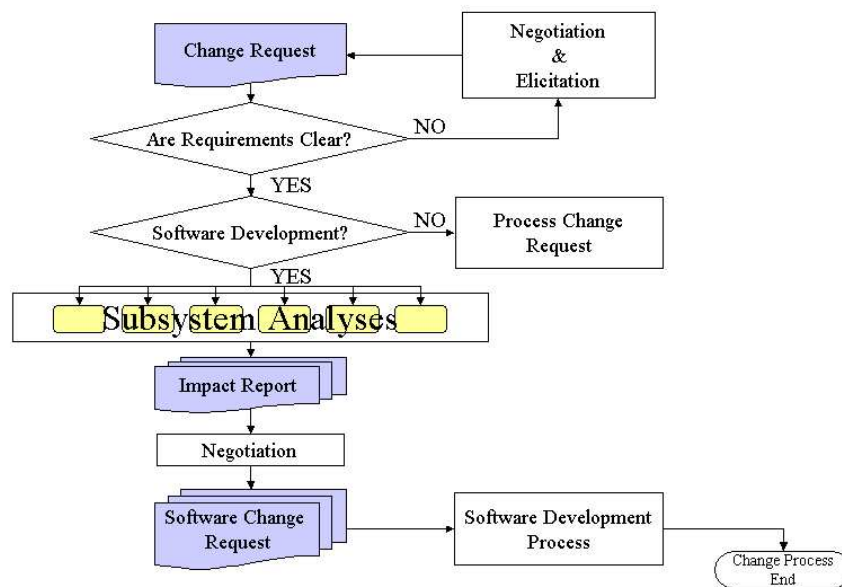 Change Request
Negotiation
&
Elicitation
Are Requirements Clear?
NO
YES
Software Development?
NO
Process Change
Request
YES
Subsystem Analyses
Impact Report
Negotiation
Software Change
Request
Software Development
Process
Change Process
End